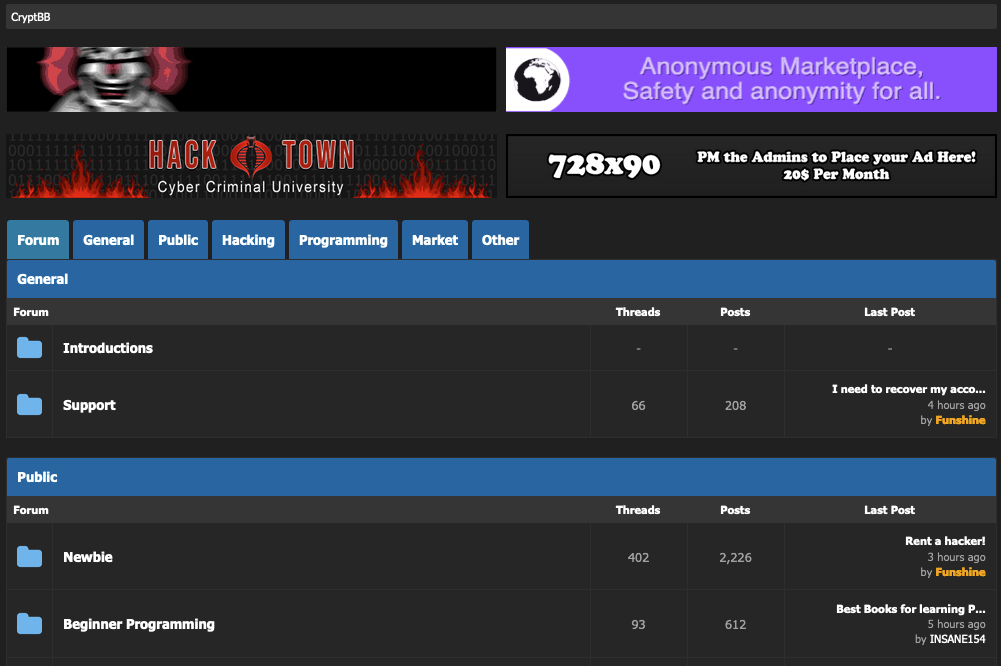 CryptBB
Anonymous Marketplace,
Safety and anonymity for all.
HACK TOWN
Cyber Criminal University
728x90
PM the Admins to Place your Ad Here!
20$ Per Month
Forum General Public Hacking Programming Market Other
General
Forum Threads Posts Last Post
Introductions - - -
Support 66 208
I need to recover my acco...
4 hours ago
by Funshine
Public
Forum Threads Posts Last Post
Newbie 402 2,226
Rent a hacker!
3 hours ago
by Funshine
Beginner Programming 93 612
Best Books for learning P...
5 hours ago
by INSANE154